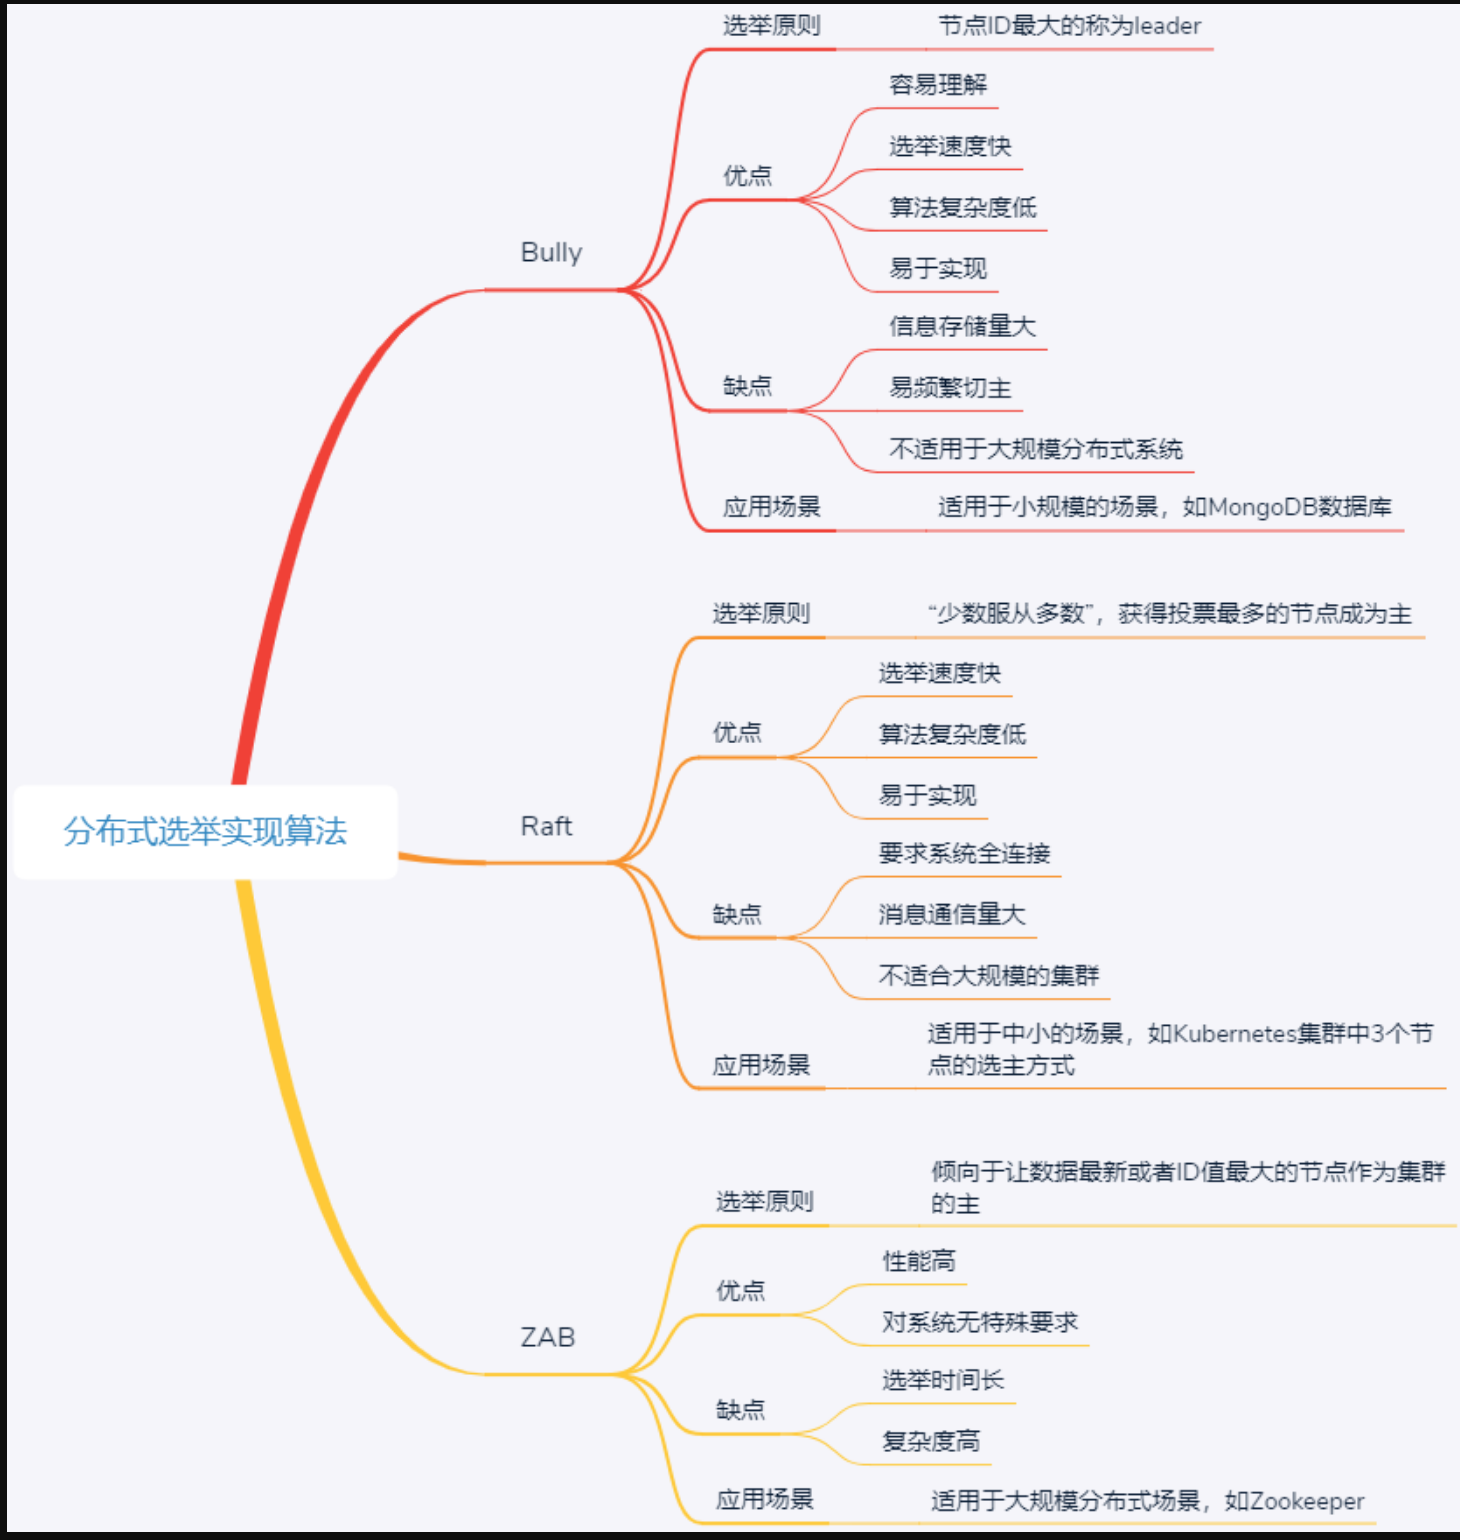 分布式选举实现算法
Bully
选举原则
节点ID最大的称为leader
优点
容易理解
选举速度快
算法复杂度低
易于实现
缺点
信息存储量大
易频繁切主
不适用于大规模分布式系统
应用场景
适用于小规模的场景，如MongoDB数据库
Raft
选举原则
“少数服从多数”，获得投票最多的节点成为主
优点
选举速度快
算法复杂度低
易于实现
缺点
要求系统全连接
消息通信量大
不适合大规模的集群
应用场景
适用于中小的场景，如Kubernetes集群中3个节
点的选主方式
ZAB
选举原则
倾向于让数据最新或者ID值最大的节点作为集群
的主
优点
性能高
对系统无特殊要求
缺点
选举时间长
复杂度高
应用场景
适用于大规模分布式场景，如Zookeeper